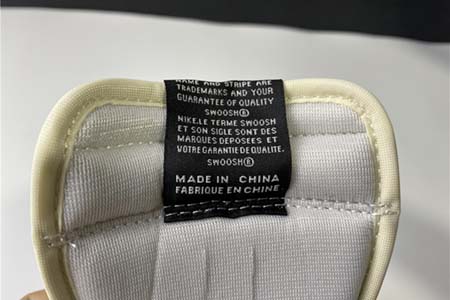 NAME AND STRIPE ARE
TRADEMARKS AND YOUR
GUARANTEE OF QUALITY
SWOOSH®
NIKE.LE TERME SWOOSH
ET SON SIGLE SONT DES
MARQUES DEPOSEES ET
VOTRE GARANTIE DE QUALITE.
SWOOSH®
MADE IN CHINA
FABRIQUE EN CHINE